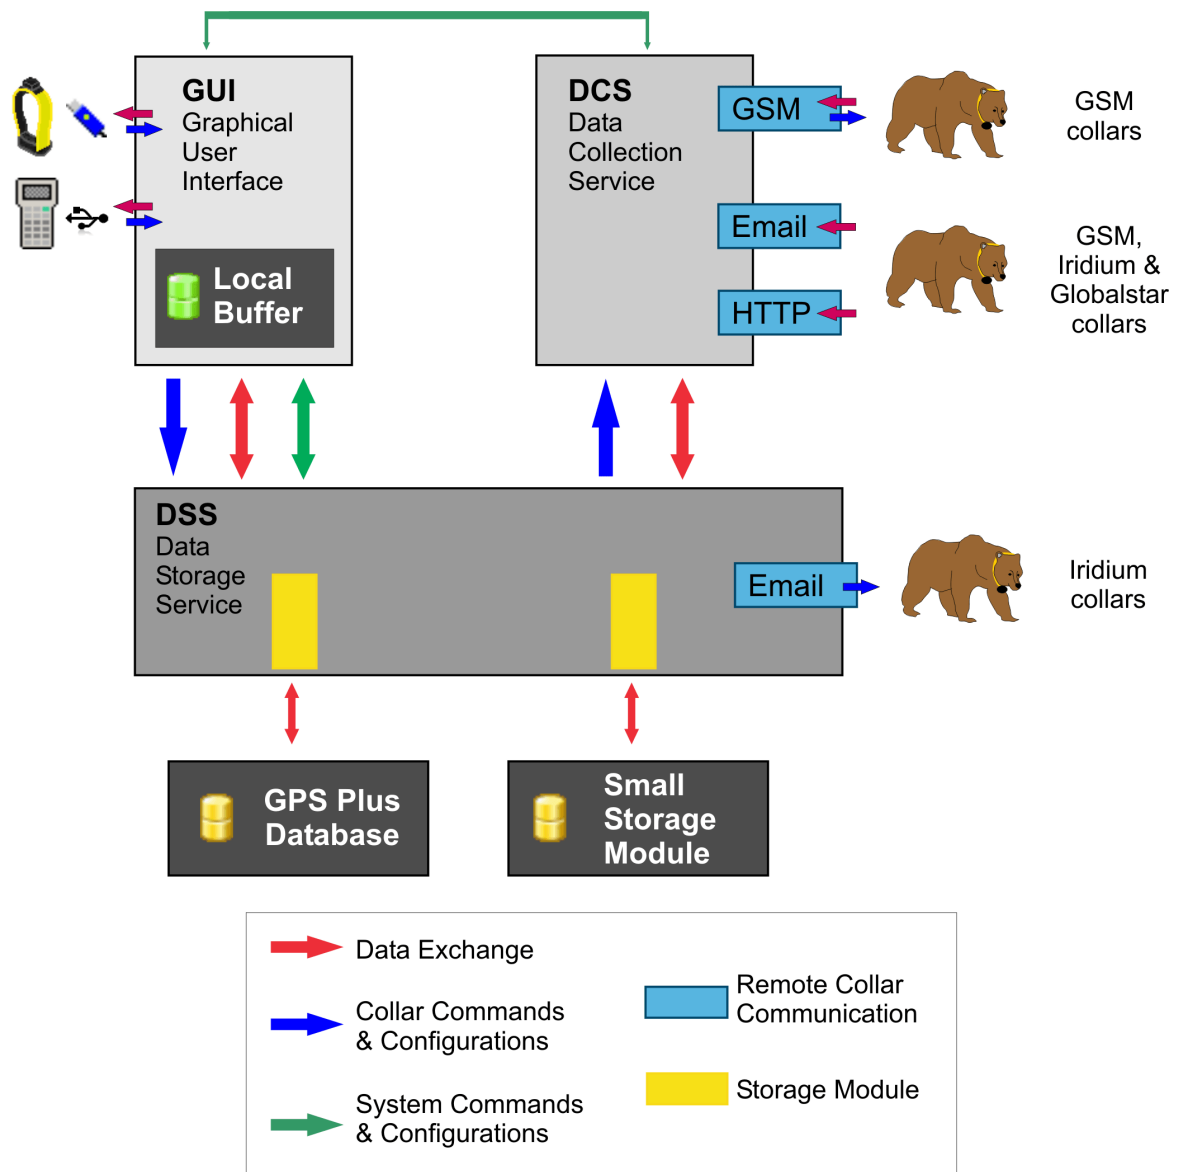 GUI
Graphical
User
Interface
Local
Buffer
DCS
Data
Collection
Service
GSM
Email
HTTP
GSM
collars
GSM,
Iridium &
Globalstar
collars
DSS
Data
Storage
Service
Email
Iridium
collars
GPS Plus
Database
Small
Storage
Module
Data Exchange
Collar Commands
& Configurations
System Commands
& Configurations
Remote Collar
Communication
Storage Module